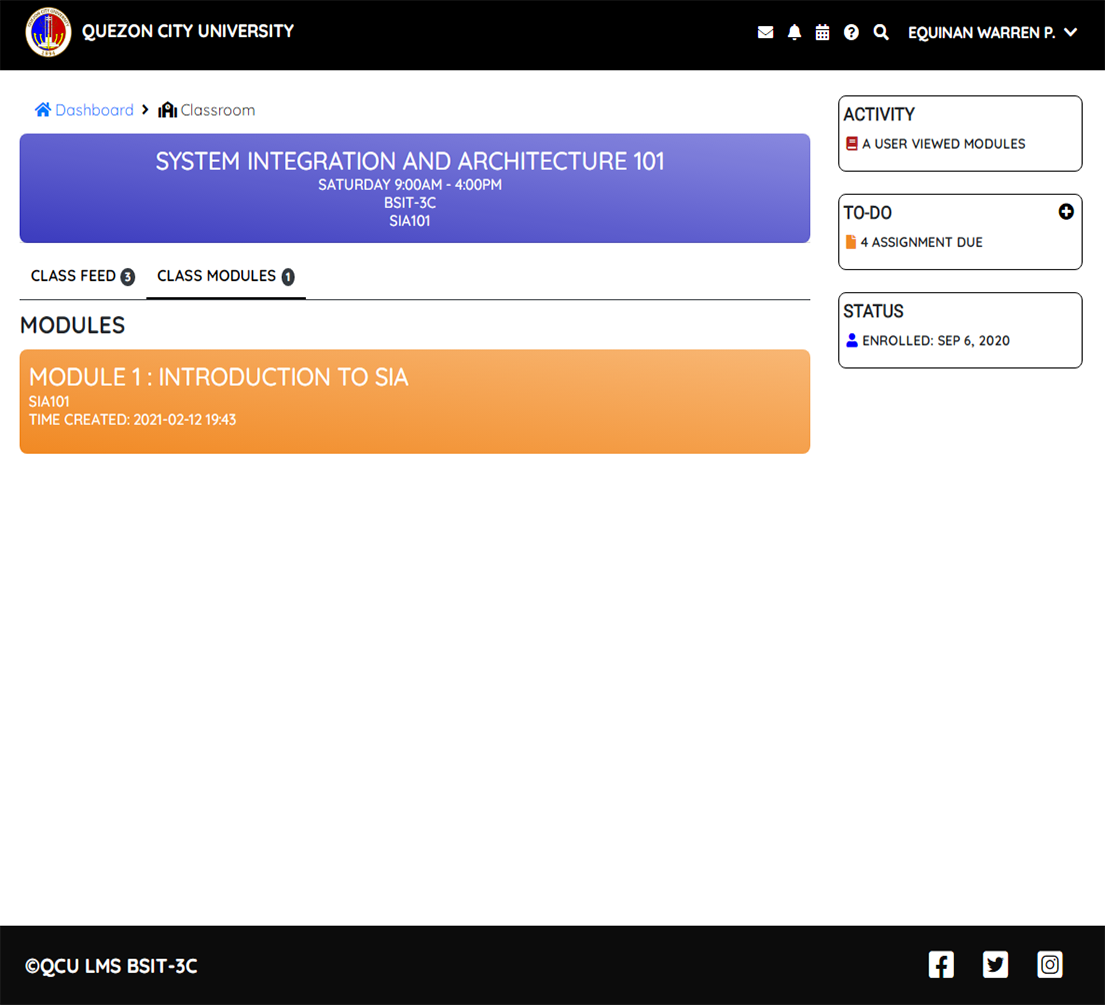 QUEZON CITY UNIVERSITY
EQUINAN WARREN P.
Dashboard
Classroom
SYSTEM INTEGRATION AND ARCHITECTURE 101
SATURDAY 9:00AM - 4:00PM
BSIT-3C
SIA101
CLASS FEED 3
CLASS MODULES 1
MODULES
MODULE 1 : INTRODUCTION TO SIA
SIA101
TIME CREATED: 2021-02-12 19:43
ACTIVITY
A USER VIEWED MODULES
TO-DO
4 ASSIGNMENT DUE
STATUS
ENROLLED: SEP 6, 2020
©QCU LMS BSIT-3C